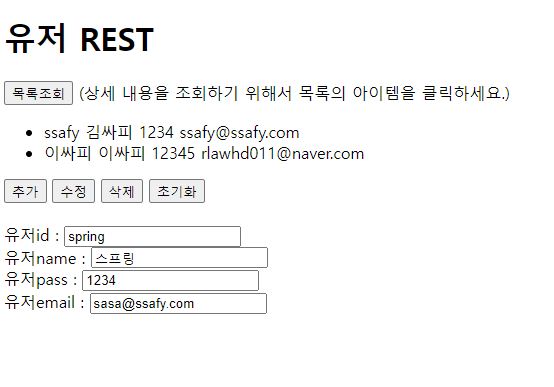 유저 REST
목록조회 (상세 내용을 조회하기 위해서 목록의 아이템을 클릭하세요.)
ssafy 김싸피 1234 ssafy@ssafy.com
이싸피 이싸피 12345 rlawhd011@naver.com
추가 수정 삭제 초기화
유저id : spring
유저name : 스프링
유저pass : 1234
유저email : sasa@ssafy.com